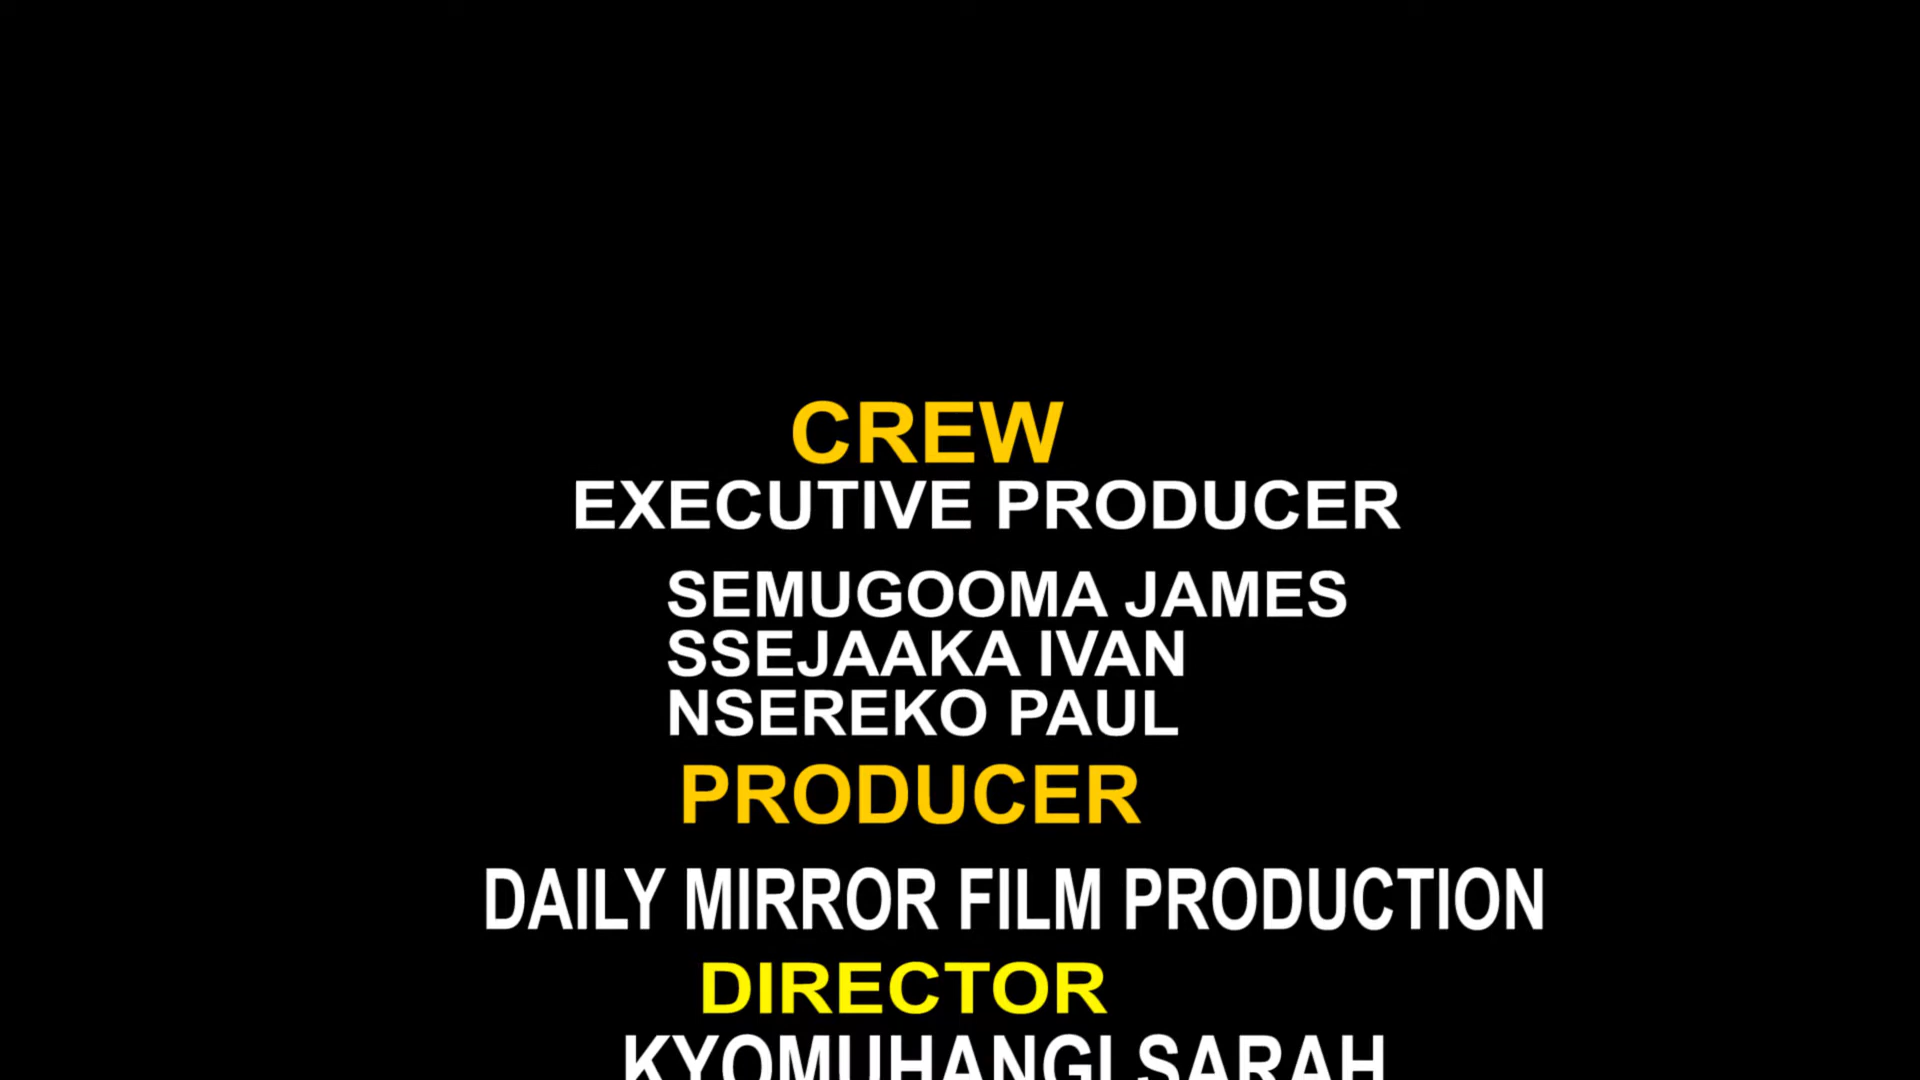 CREW
EXECUTIVE PRODUCER
SEMUGOOMA JAMES
SSEJAAKA IVAN
NSEREKO PAUL
PRODUCER
DAILY MIRROR FILM PRODUCTION
DIRECTOR
KYOMUHANGI SARAH